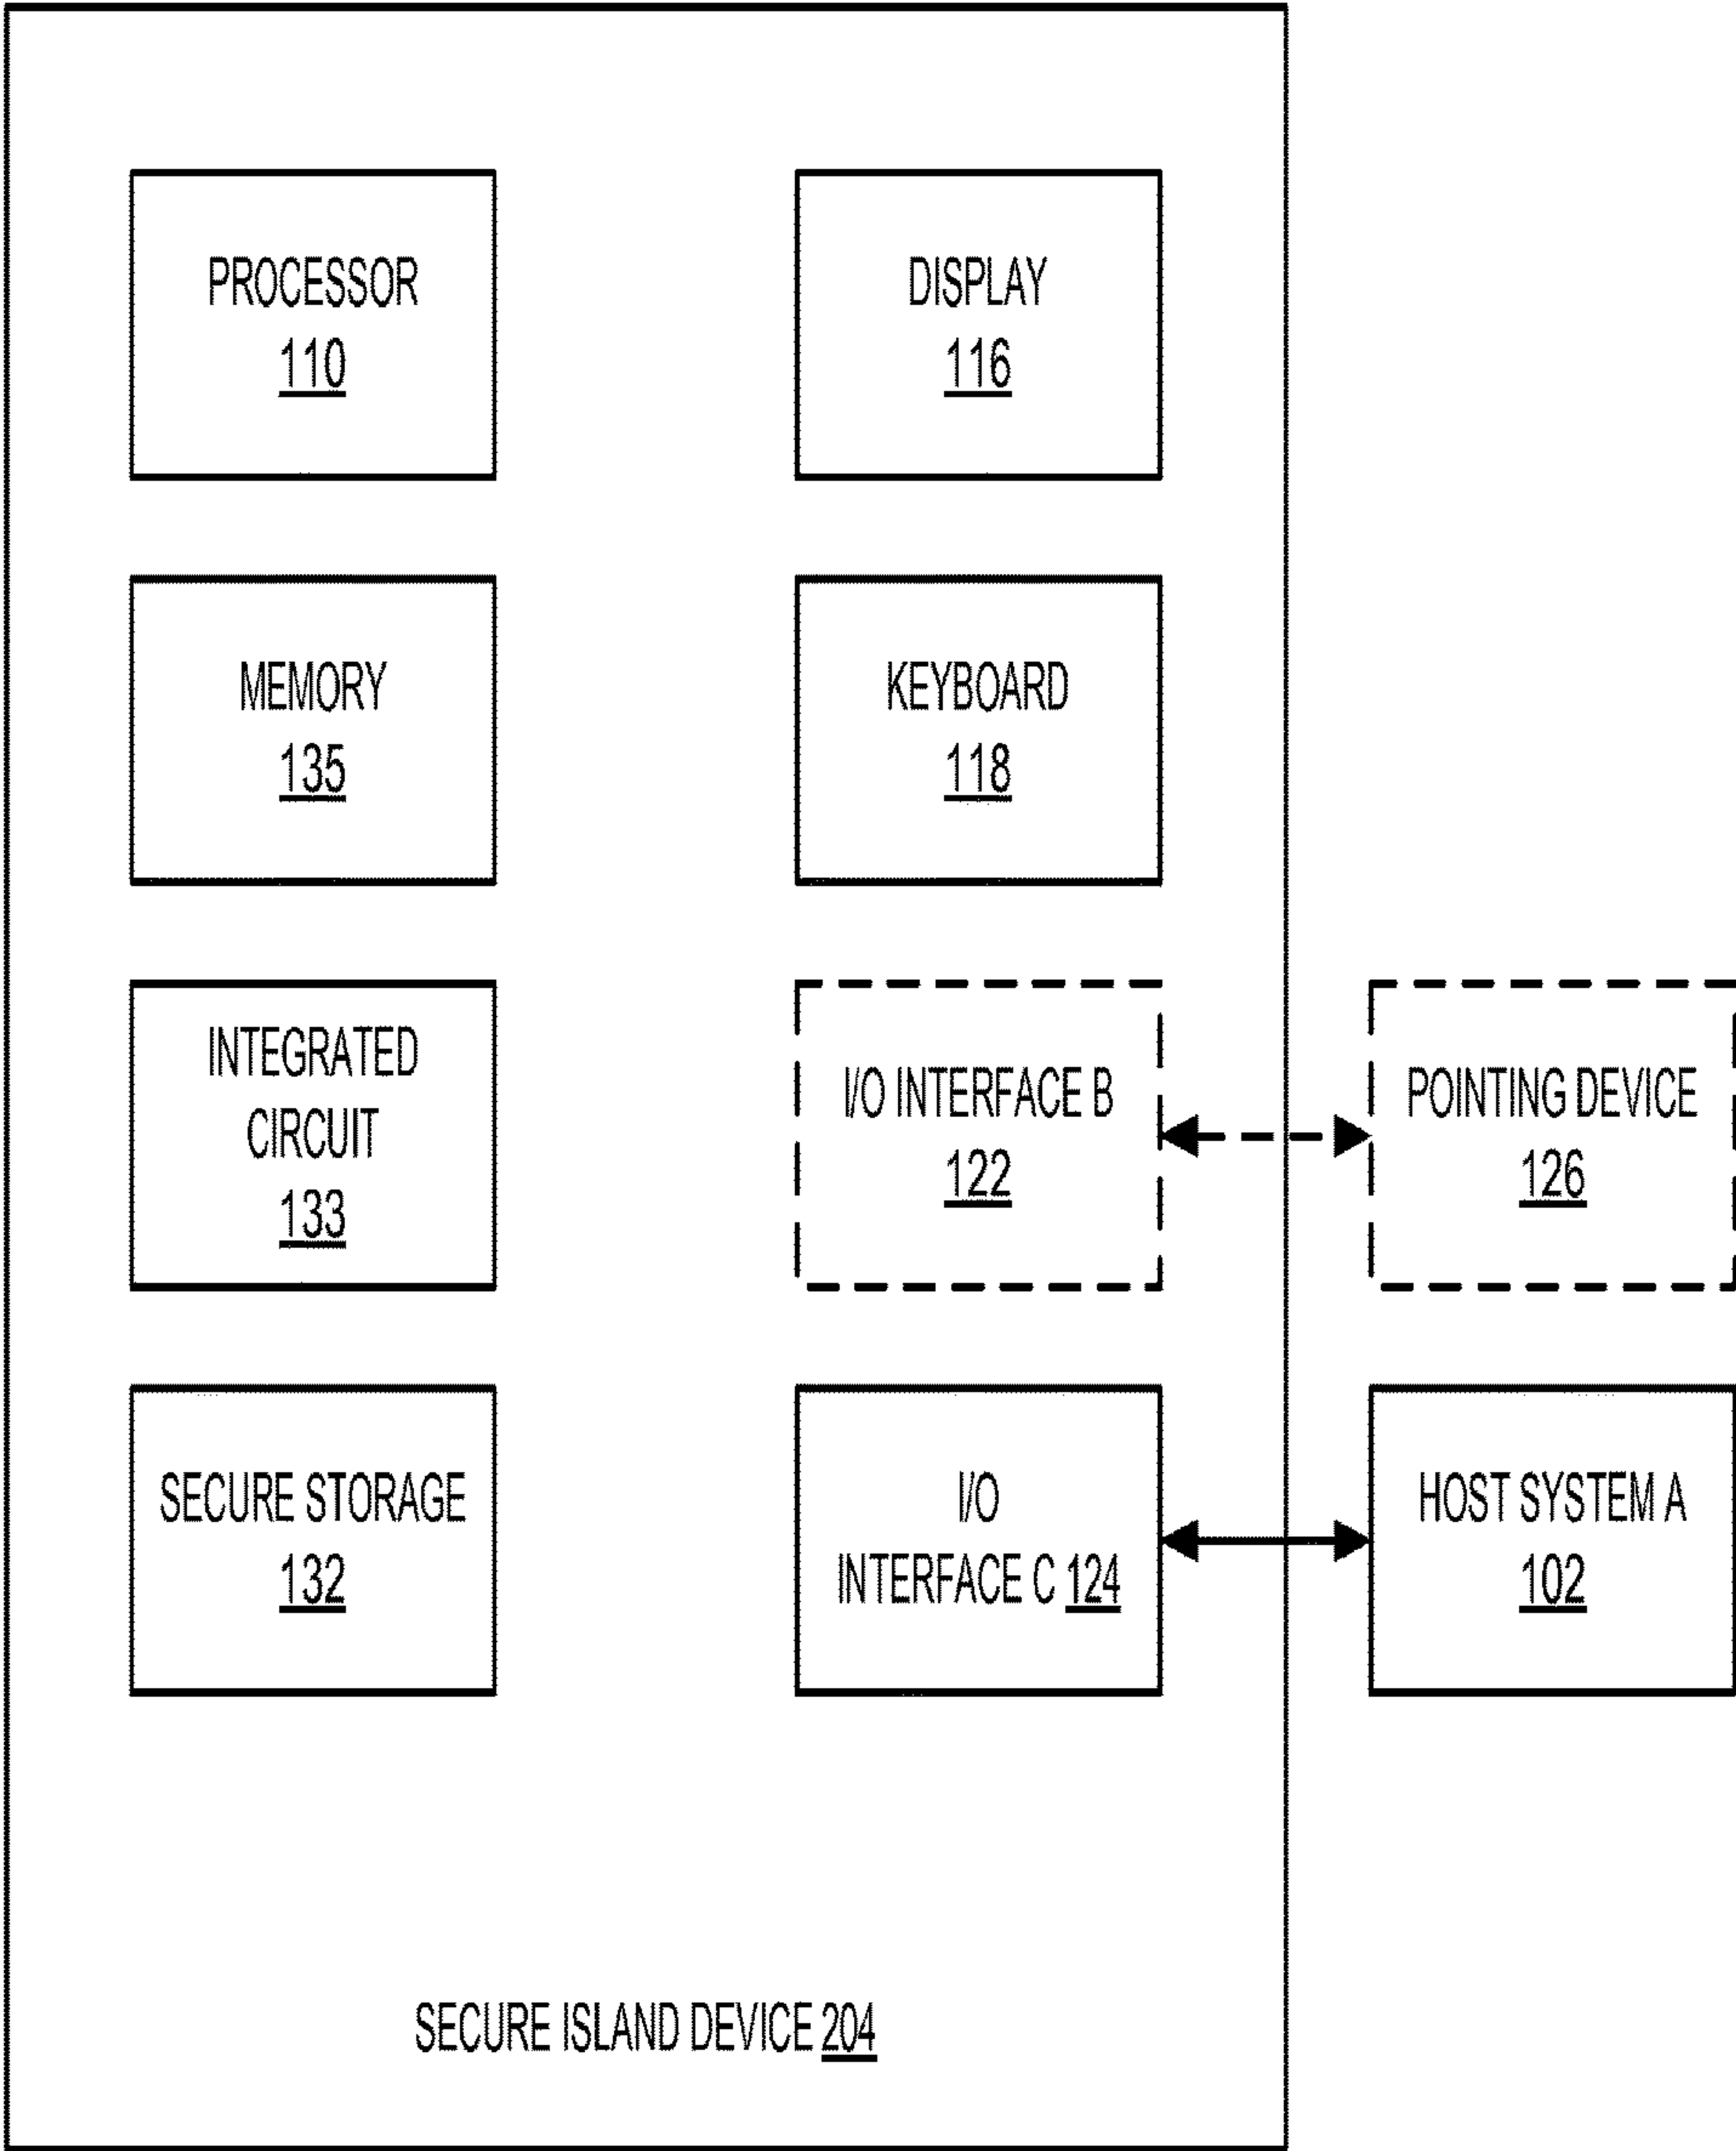 PROCESSOR
110
DISPLAY
116
MEMORY
135
KEYBOARD
118
INTEGRATED
CIRCUIT
133
I/O INTERFACE B
122
POINTING DEVICE
126
SECURE STORAGE
132
I/O
INTERFACE C 124
HOST SYSTEM A
102
SECURE ISLAND DEVICE 204